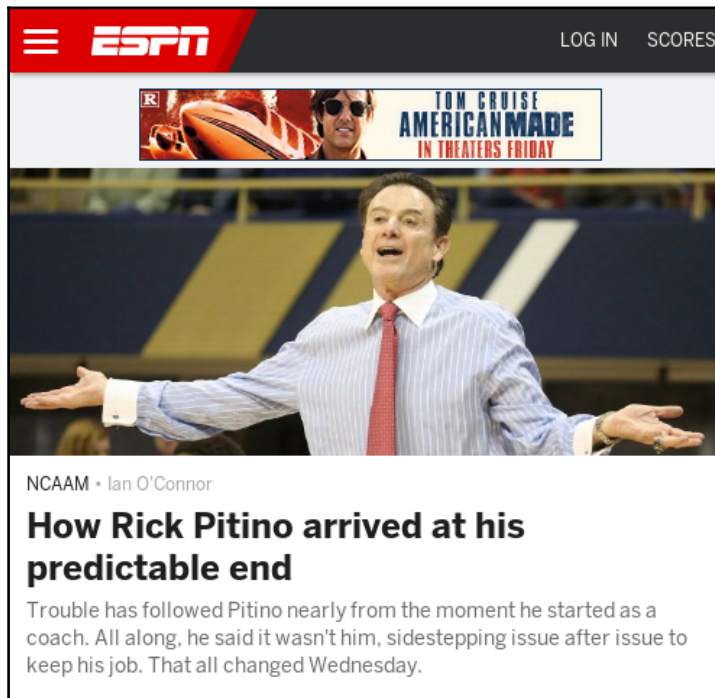 ESPN
LOG IN SCORES
R
TOM CRUISE
AMERICAN MADE
IN THEATERS FRIDAY
NCAAM • Ian O'Connor
How Rick Pitino arrived at his
predictable end
Trouble has followed Pitino nearly from the moment he started as a
coach. All along, he said it wasn't him, sidestepping issue after issue to
keep his job. That all changed Wednesday.